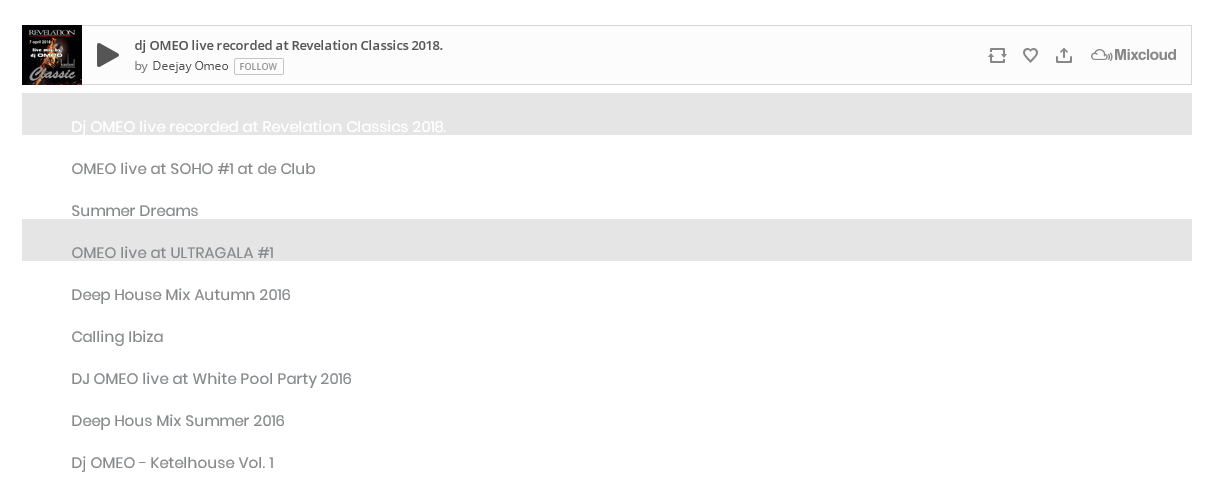 REVELATION
7 april 2018
live mix by
dj OMEO
Classic
dj OMEO live recorded at Revelation Classics 2018.
by Deejay Omeo FOLLOW
Mixcloud
Dj OMEO live recorded at Revelation Classics 2018.
OMEO live at SOHO #1 at de Club
Summer Dreams
OMEO live at ULTRAGALA #1
Deep House Mix Autumn 2016
Calling Ibiza
DJ OMEO live at White Pool Party 2016
Deep Hous Mix Summer 2016
Dj OMEO - Ketelhouse Vol. 1